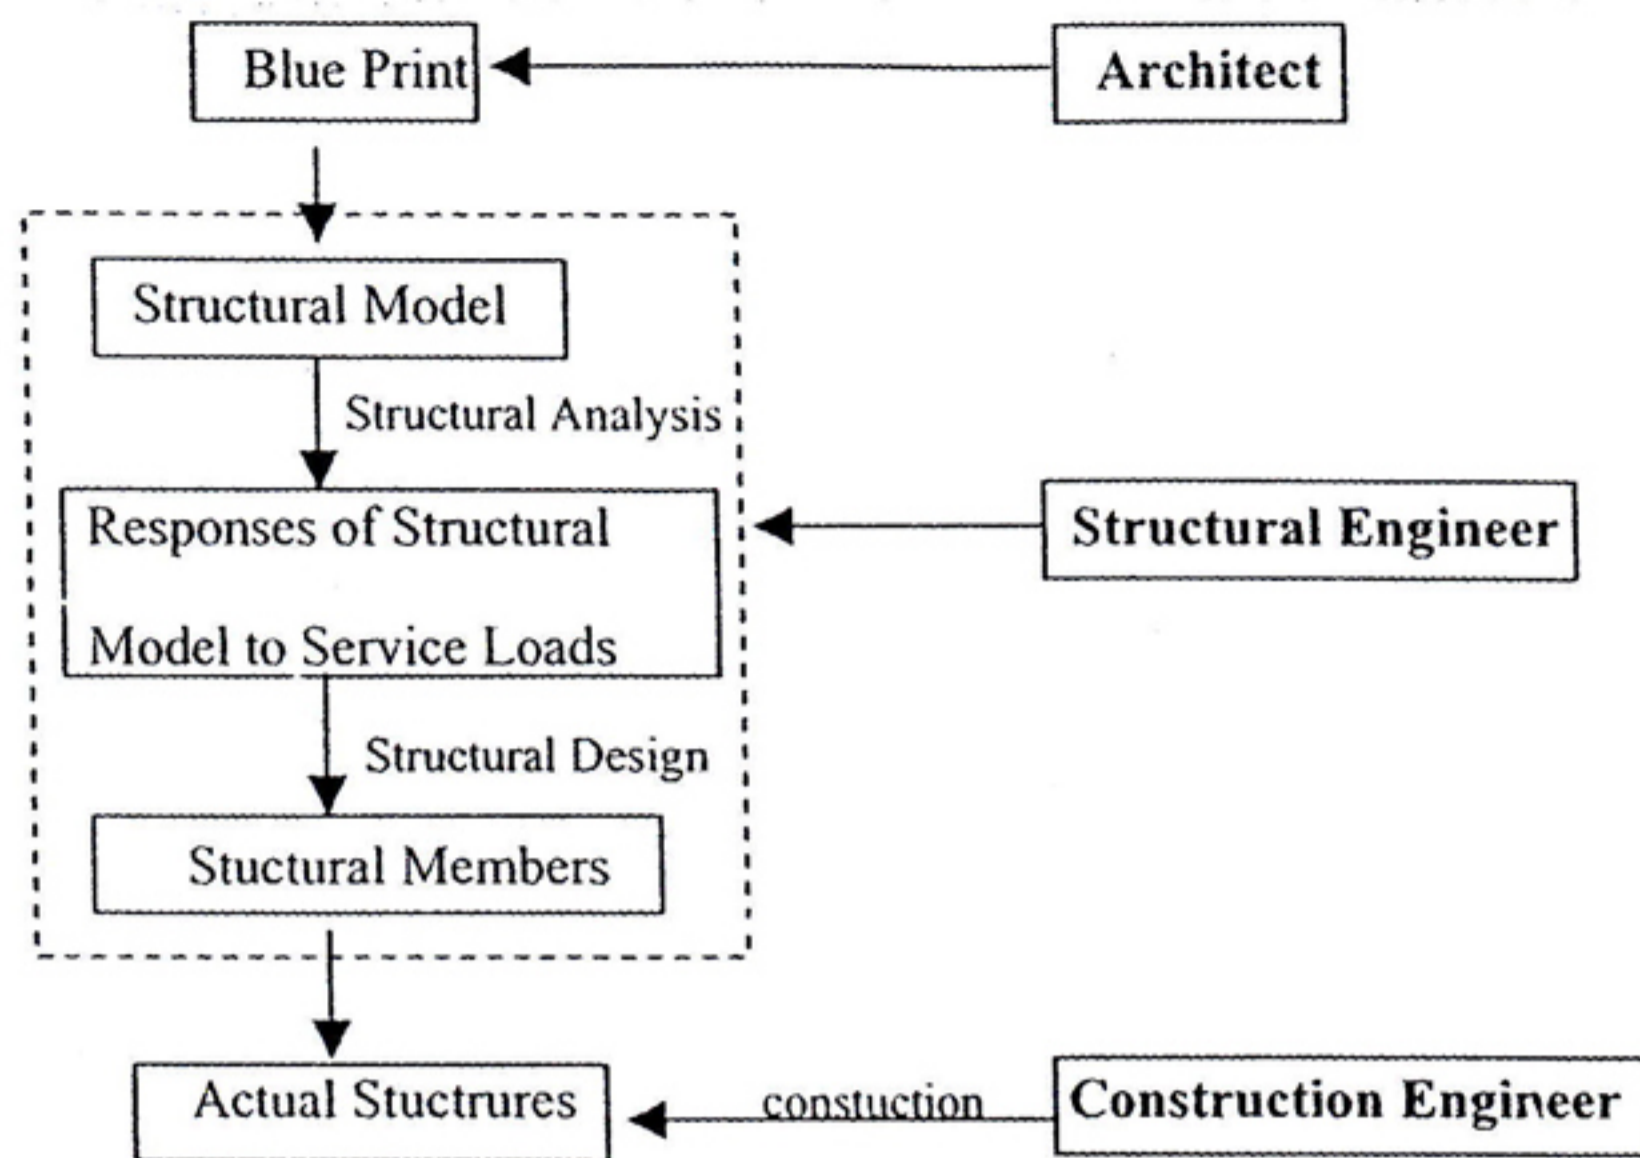 Blue Print
Architect
Structural Model
Structural Analysis
Responses of Structural
Model to Service Loads
Structural Engineer
Structural Design
Stuctural Members
Actual Stuctrures
constuction
Construction Engineer